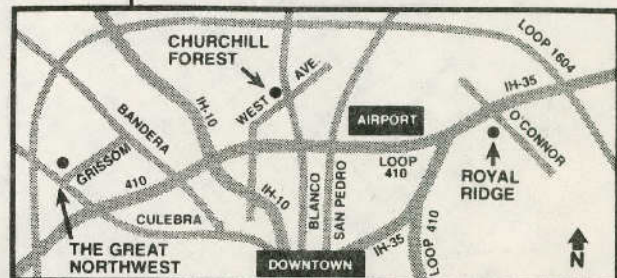 CHURCHILL
FOREST
LOOP 1604
IH-35
WEST AVE.
IH-10
BANDERA
AIRPORT
O'CONNOR
GRISSOM
410
LOOP
410
ROYAL
RIDGE
BLANCO
SAN PEDRO
IH-10
CULEBRA
IH-35
LOOP 410
THE GREAT
NORTHWEST
DOWNTOWN
N